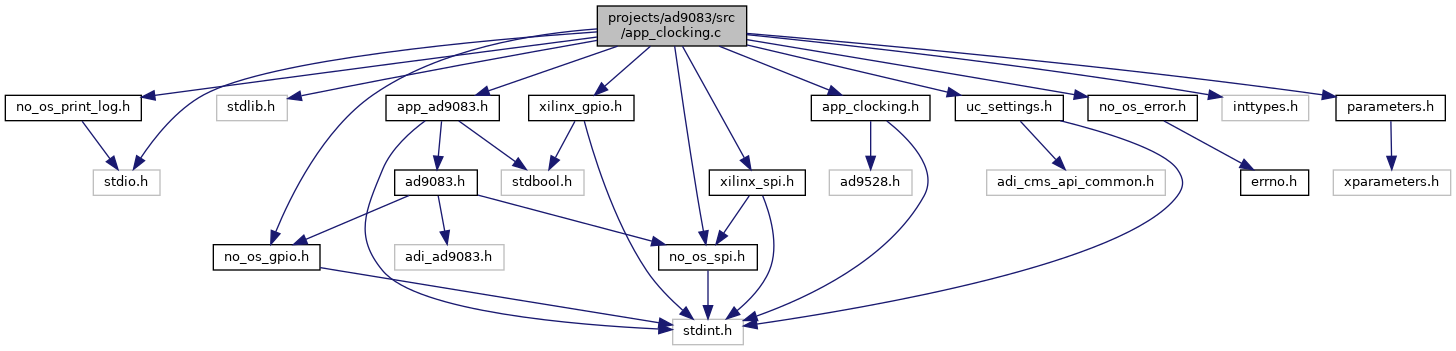 projects/ad9083/src
/app_clocking.c
no_os_print_log.h
stdlib.h
app_ad9083.h
xilinx_gpio.h
app_clocking.h
uc_settings.h
no_os_error.h
inttypes.h
parameters.h
stdio.h
ad9083.h
stdbool.h
xilinx_spi.h
ad9528.h
adi_cms_api_common.h
errno.h
xparameters.h
no_os_gpio.h
adi_ad9083.h
no_os_spi.h
stdint.h